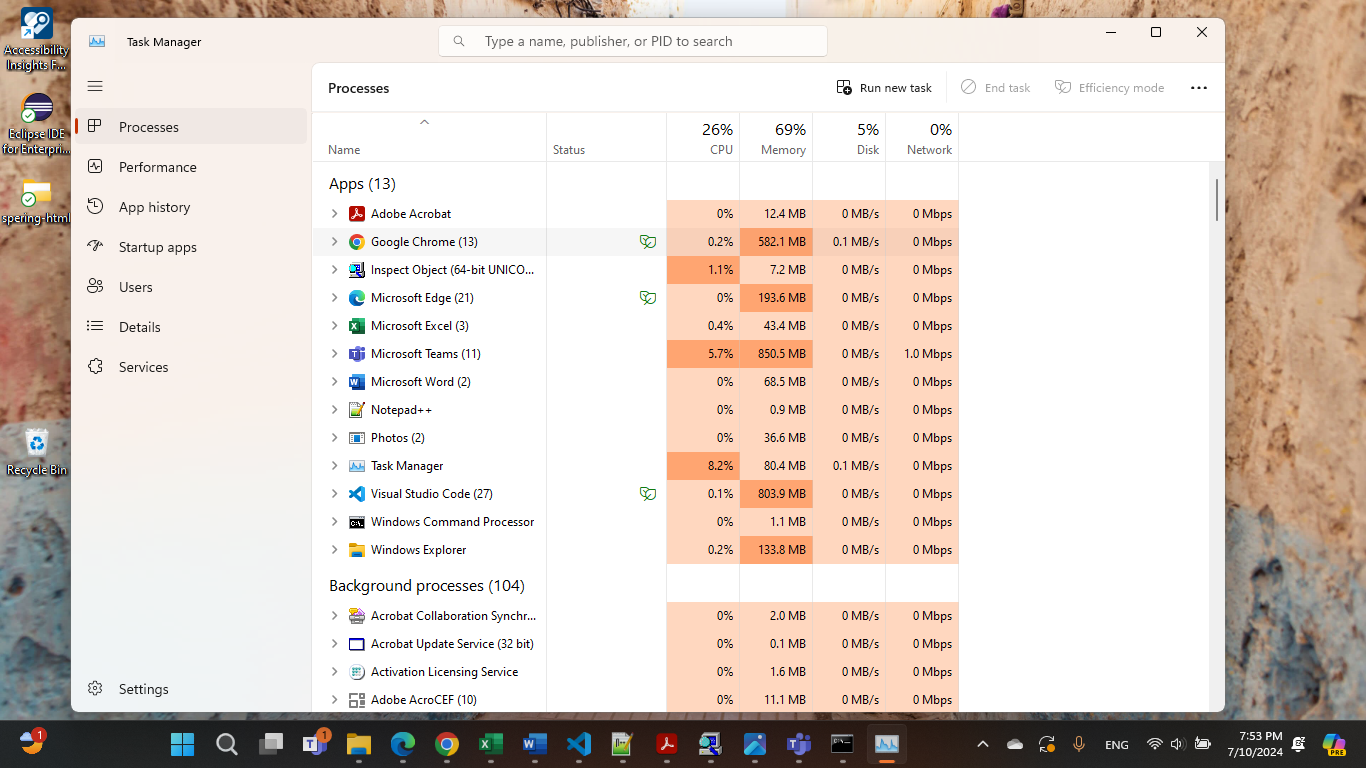 Accessibility
Insights F...
Eclipse IDE
for Enterpri...
spering-html
Recycle Bin
Task Manager
Type a name, publisher, or PID to search
Processes
Performance
App history
Startup apps
Users
Details
Services
Settings
Processes
Run new task
End task
Efficiency mode
26% 69% 5% 0%
Name Status CPU Memory Disk Network
Apps (13)
Adobe Acrobat 0% 12.4 MB 0 MB/s 0 Mbps
Google Chrome (13) 0.2% 582.1 MB 0.1 MB/s 0 Mbps
Inspect Object (64-bit UNICO... 1.1% 7.2 MB 0 MB/s 0 Mbps
Microsoft Edge (21) 0% 193.6 MB 0 MB/s 0 Mbps
Microsoft Excel (3) 0.4% 43.4 MB 0 MB/s 0 Mbps
Microsoft Teams (11) 5.7% 850.5 MB 0 MB/s 1.0 Mbps
Microsoft Word (2) 0% 68.5 MB 0 MB/s 0 Mbps
Notepad++ 0% 0.9 MB 0 MB/s 0 Mbps
Photos (2) 0% 36.6 MB 0 MB/s 0 Mbps
Task Manager 8.2% 80.4 MB 0.1 MB/s 0 Mbps
Visual Studio Code (27) 0.1% 803.9 MB 0 MB/s 0 Mbps
Windows Command Processor 0% 1.1 MB 0 MB/s 0 Mbps
Windows Explorer 0.2% 133.8 MB 0 MB/s 0 Mbps
Background processes (104)
Acrobat Collaboration Synchr... 0% 2.0 MB 0 MB/s 0 Mbps
Acrobat Update Service (32 bit) 0% 0.1 MB 0 MB/s 0 Mbps
Activation Licensing Service 0% 1.6 MB 0 MB/s 0 Mbps
Adobe AcroCEF (10) 0% 11.1 MB 0 MB/s 0 Mbps
1
1
ENG
7:53 PM
7/10/2024
PRE